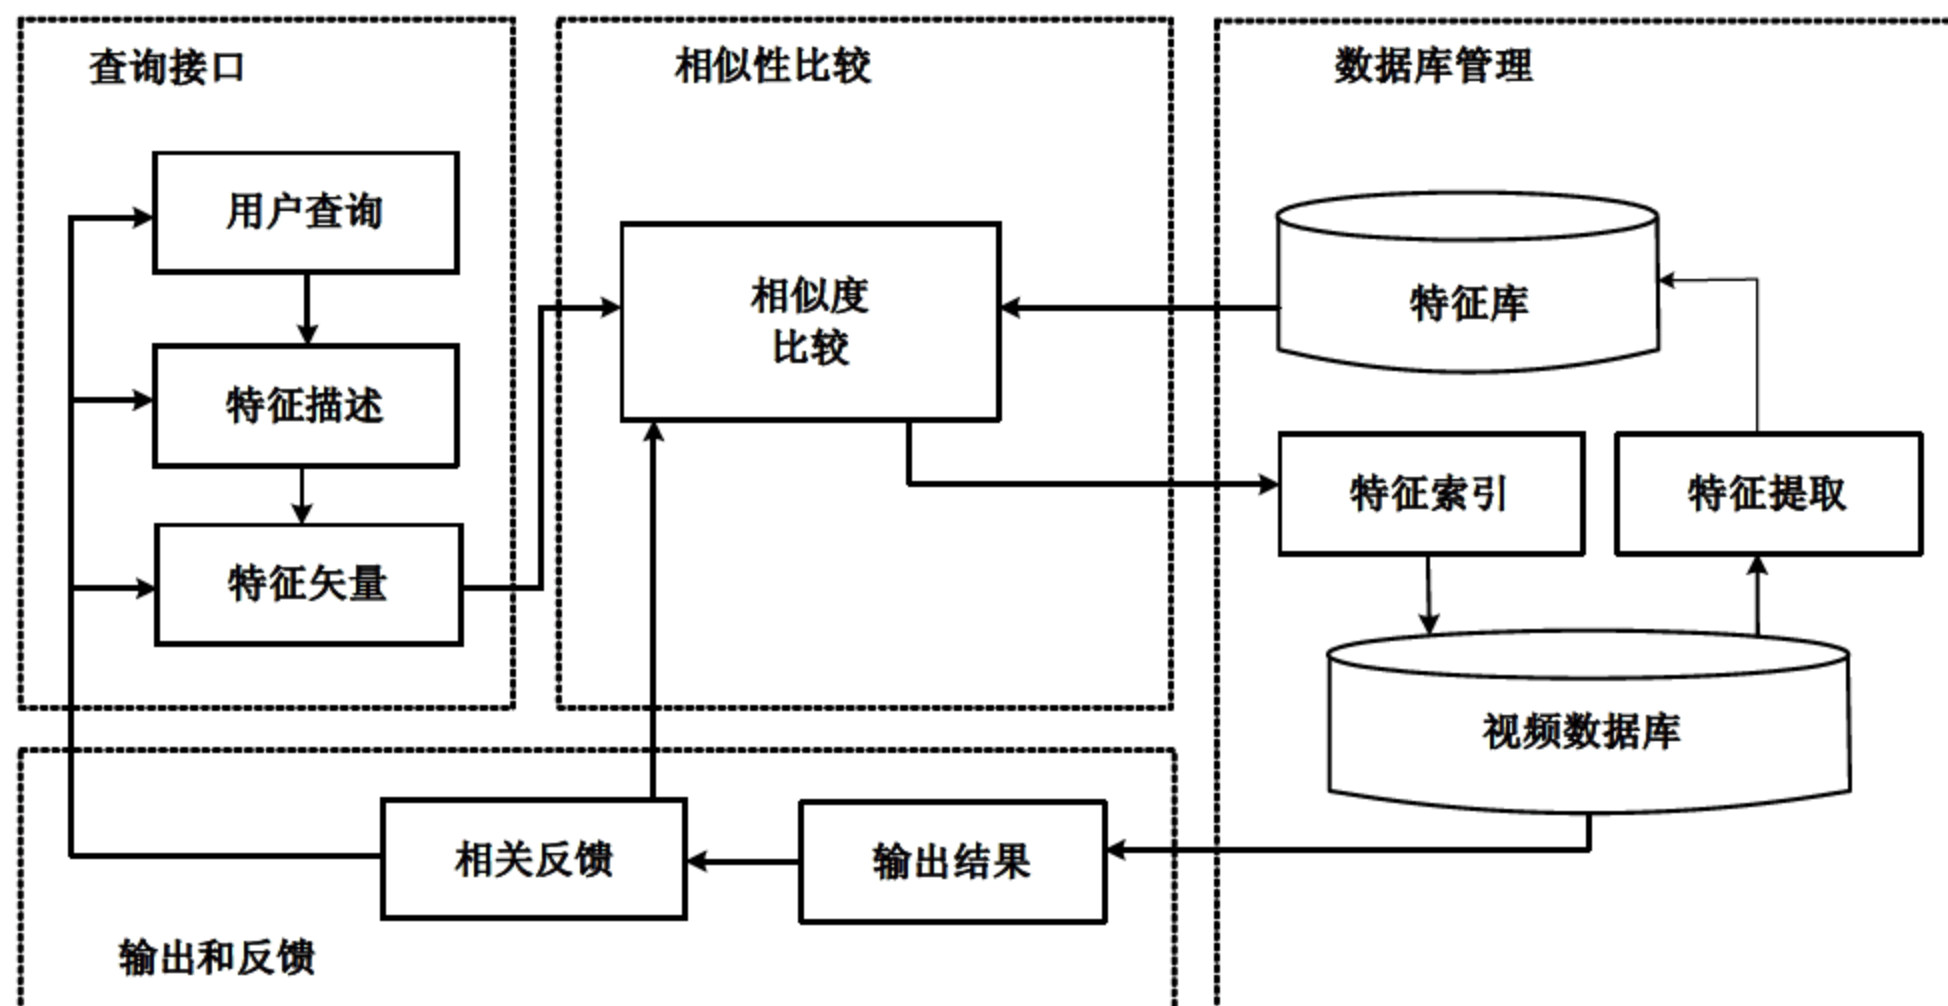 查询接口
用户查询
特征描述
特征矢量
相似性比较
相似度
比较
数据库管理
特征库
特征索引
特征提取
视频数据库
相关反馈
输出结果
输出和反馈